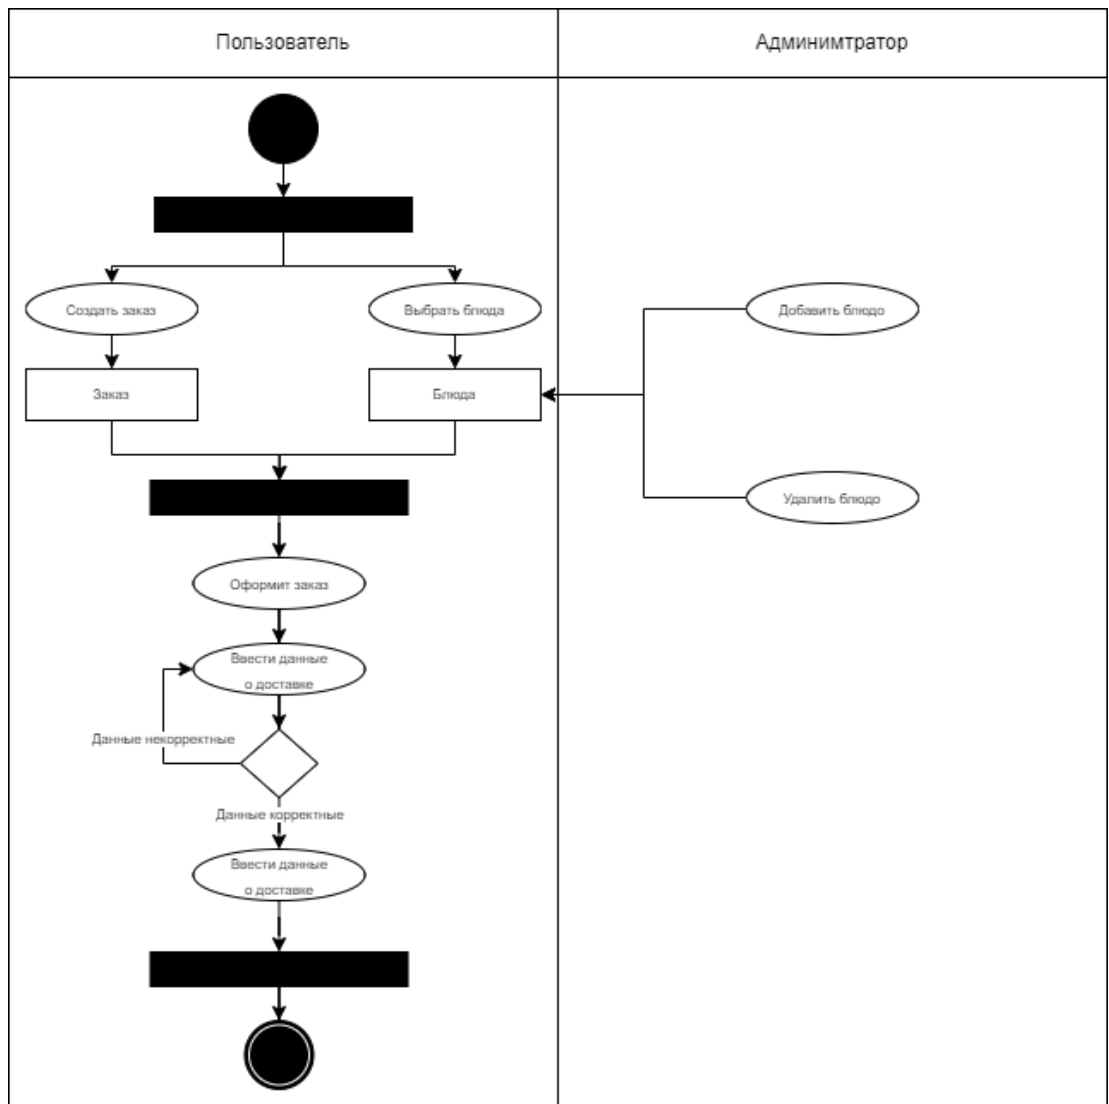 Пользователь
Админимтратор
Создать заказ
Выбрать блюда
Добавить блюдо
Заказ
Блюда
Удалить блюдо
Оформит заказ
Ввести данные
о доставке
Данные некорректные
Данные корректные
Ввести данные
о доставке